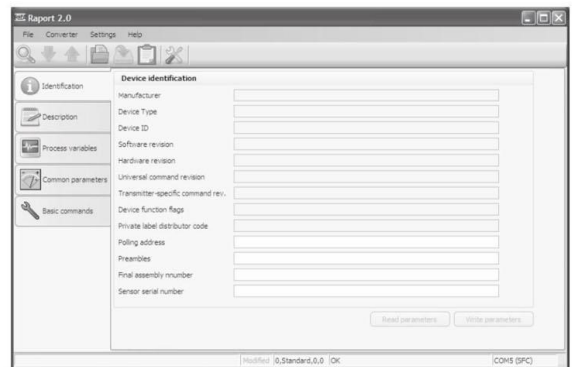 Raport 2.0
File Converter Settings Help
Identification
Description
Process variables
Common parameters
Basic commands
Device identification
Manufacturer
Device Type
Device ID
Software revision
Hardware revision
Universal command revision
Transmitter-specific command rev.
Device function flags
Private label distributor code
Polling address
Preambles
Final assembly nnumber
Sensor serial number
Read parameters Write parameters
Modified 0,Standard,0,0 OK COM5 (SPC)